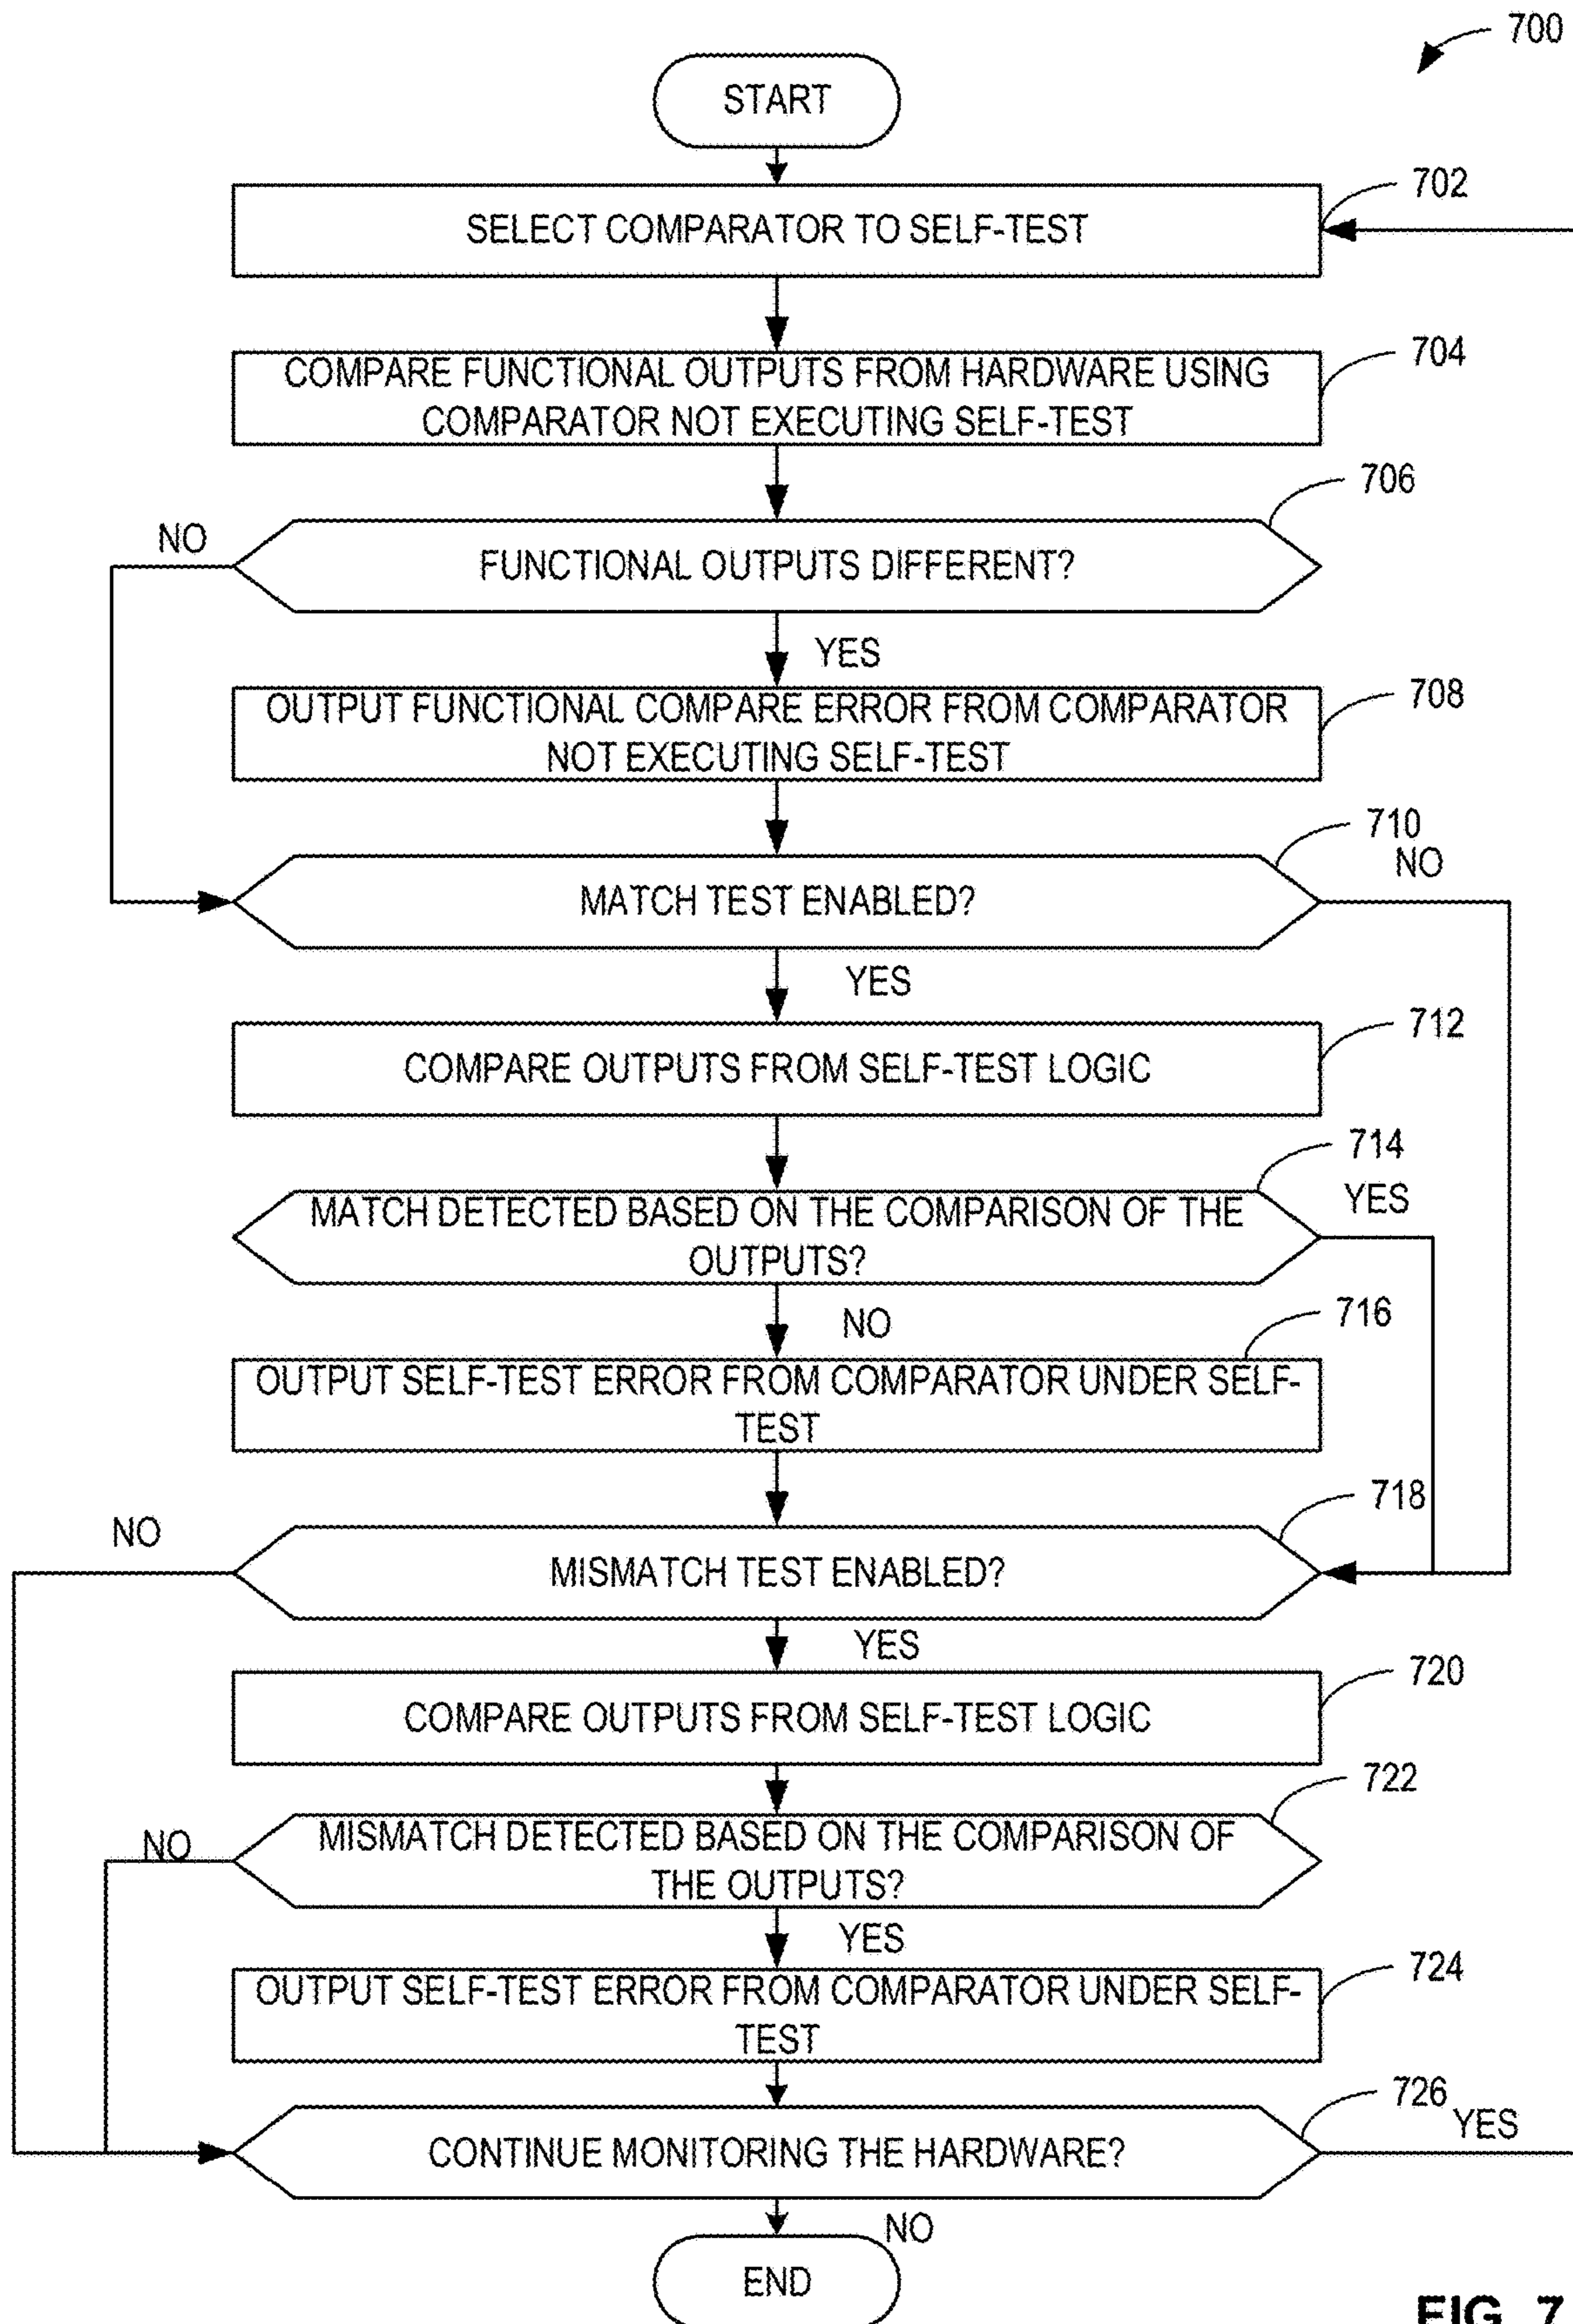 700
START
702
SELECT COMPARATOR TO SELF-TEST
704
COMPARE FUNCTIONAL OUTPUTS FROM HARDWARE USING
COMPARATOR NOT EXECUTING SELF-TEST
706
NO
FUNCTIONAL OUTPUTS DIFFERENT?
YES
708
OUTPUT FUNCTIONAL COMPARE ERROR FROM COMPARATOR
NOT EXECUTING SELF-TEST
710
NO
MATCH TEST ENABLED?
YES
712
COMPARE OUTPUTS FROM SELF-TEST LOGIC
714
YES
MATCH DETECTED BASED ON THE COMPARISON OF THE
OUTPUTS?
716
NO
OUTPUT SELF-TEST ERROR FROM COMPARATOR UNDER SELF-
TEST
718
NO
MISMATCH TEST ENABLED?
YES
720
COMPARE OUTPUTS FROM SELF-TEST LOGIC
722
NO
MISMATCH DETECTED BASED ON THE COMPARISON OF
THE OUTPUTS?
YES
724
OUTPUT SELF-TEST ERROR FROM COMPARATOR UNDER SELF-
TEST
726
YES
CONTINUE MONITORING THE HARDWARE?
NO
END
FIG. 7